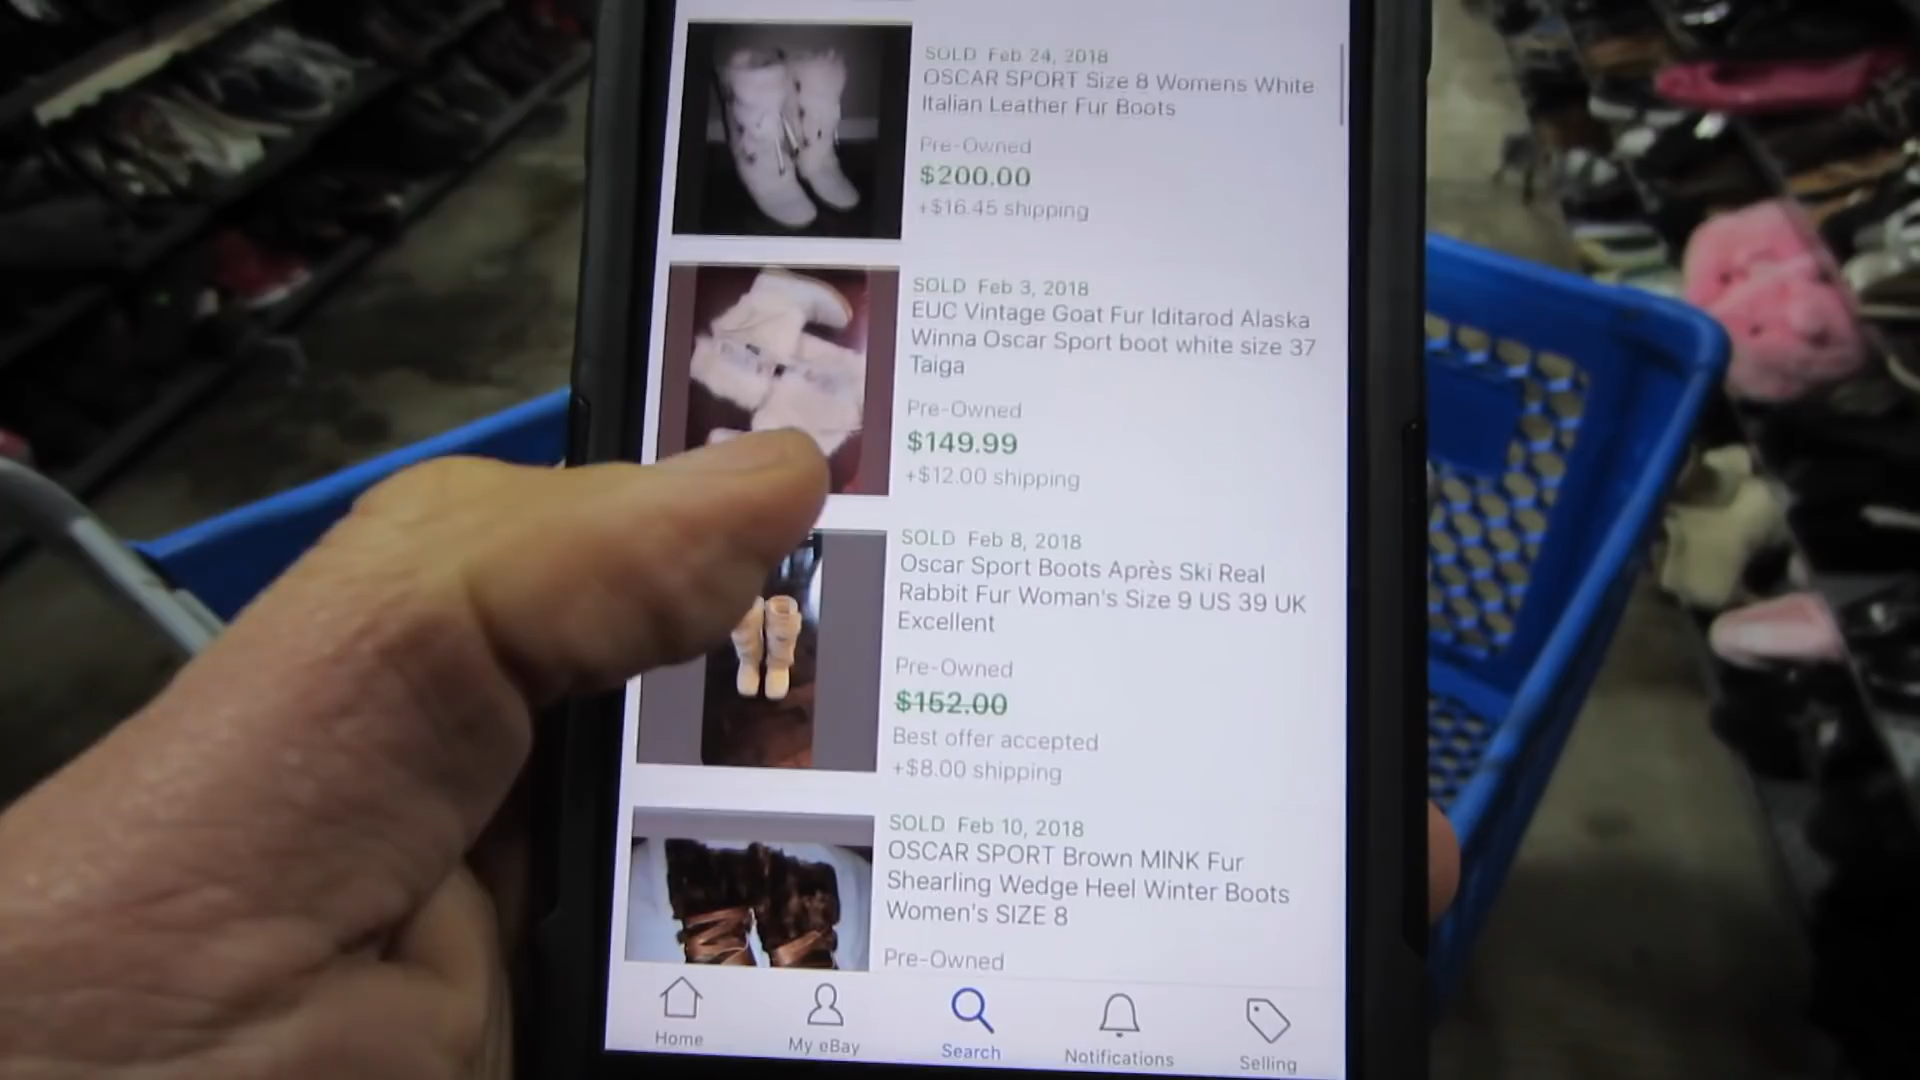 SOLD Feb 24, 2018
OSCAR SPORT Size 8 Womens White
Italian Leather Fur Boots
Pre-Owned
$200.00
+$16.45 shipping
SOLD Feb 3, 2018
EUC Vintage Goat Fur Iditarod Alaska
Winna Oscar Sport boot white size 37
Taiga
Pre-Owned
$149.99
+$12.00 shipping
SOLD Feb 8, 2018
Oscar Sport Boots Après Ski Real
Rabbit Fur Woman's Size 9 US 39 UK
Excellent
Pre-Owned
$152.00
Best offer accepted
+$8.00 shipping
SOLD Feb 10, 2018
OSCAR SPORT Brown MINK Fur
Shearling Wedge Heel Winter Boots
Women's SIZE 8
Pre-Owned
Home
My eBay
Search
Notifications
Selling